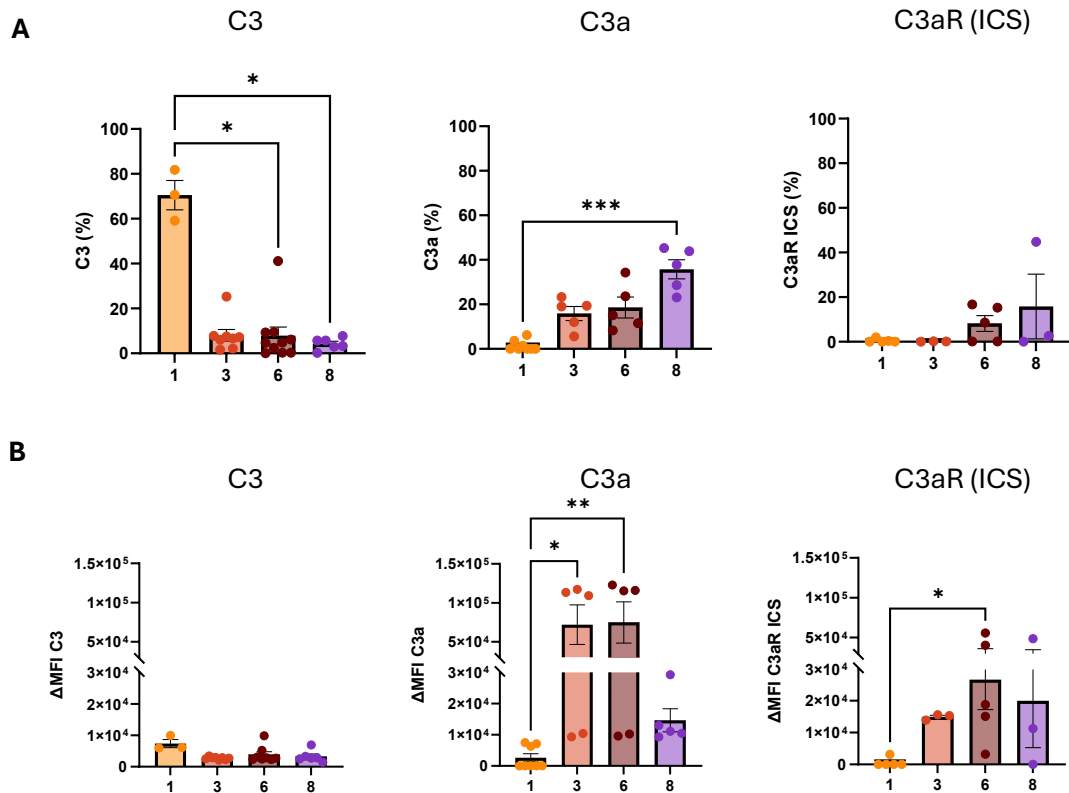 A
C3
C3a
C3aR (ICS)
*
*
100
80
60
40
20
0
C3 (%)
1 3 6 8
***
100
80
60
40
20
0
C3a (%)
1 3 6 8
100
80
60
40
20
0
C3aR ICS (%)
1 3 6 8
B
C3
C3a
C3aR (ICS)
1.5×10⁵
1×10⁵
5×10⁴
3×10⁴
2×10⁴
1×10⁴
0
ΔMFI C3
1 3 6 8
**
*
1.5×10⁵
1×10⁵
5×10⁴
3×10⁴
2×10⁴
1×10⁴
0
ΔMFI C3a
1 3 6 8
*
1.5×10⁵
1×10⁵
5×10⁴
3×10⁴
2×10⁴
1×10⁴
0
ΔMFI C3aR ICS
1 3 6 8